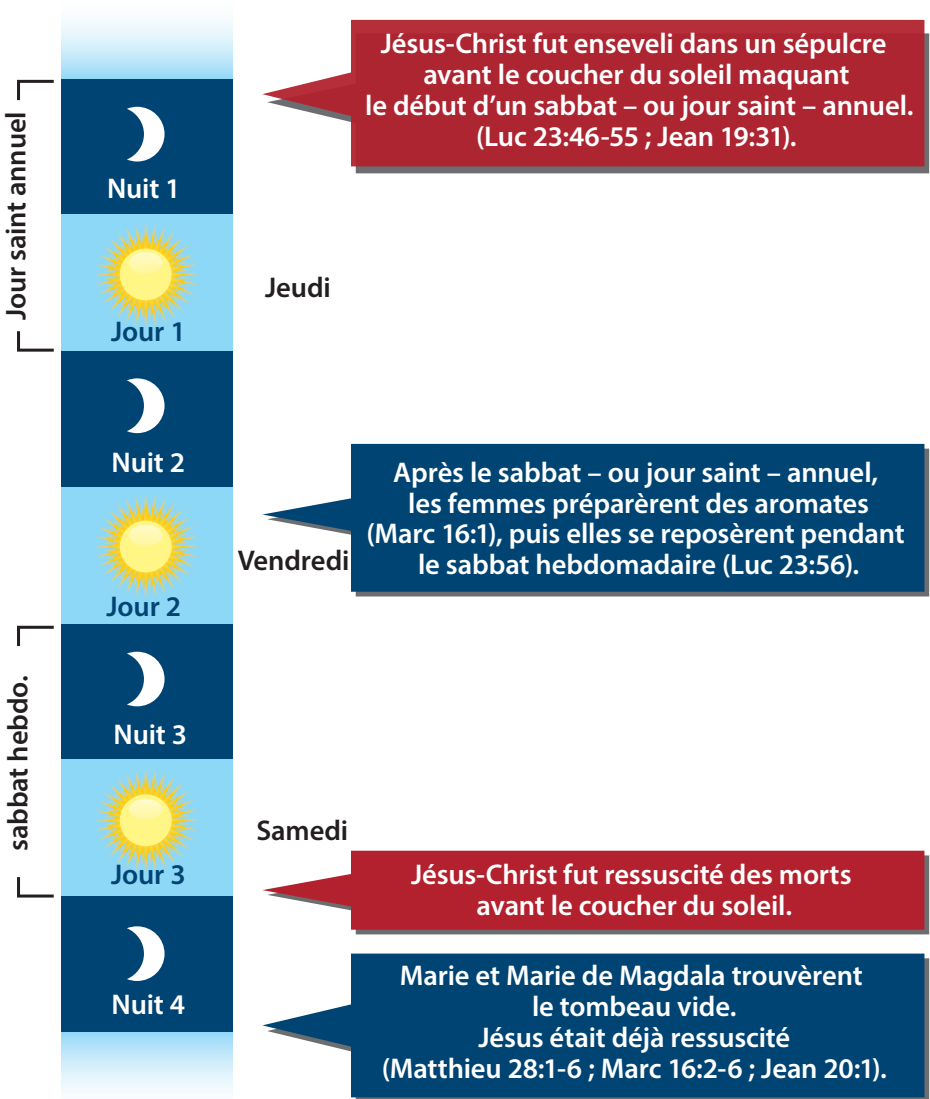 Jésus-Christ fut enseveli dans un sépulcre
avant le coucher du soleil maquant
le début d’un sabbat – ou jour saint – annuel.
(Luc 23:46-55 ; Jean 19:31).
Jour saint annuel
Nuit 1
Jeudi
Jour 1
Nuit 2
Après le sabbat – ou jour saint – annuel,
les femmes préparèrent des aromates
(Marc 16:1), puis elles se reposèrent pendant
le sabbat hebdomadaire (Luc 23:56).
Vendredi
Jour 2
sabbat hebdo.
Nuit 3
Samedi
Jour 3
Jésus-Christ fut ressuscité des morts
avant le coucher du soleil.
Nuit 4
Marie et Marie de Magdala trouvèrent
le tombeau vide.
Jésus était déjà ressuscité
(Matthieu 28:1-6 ; Marc 16:2-6 ; Jean 20:1).